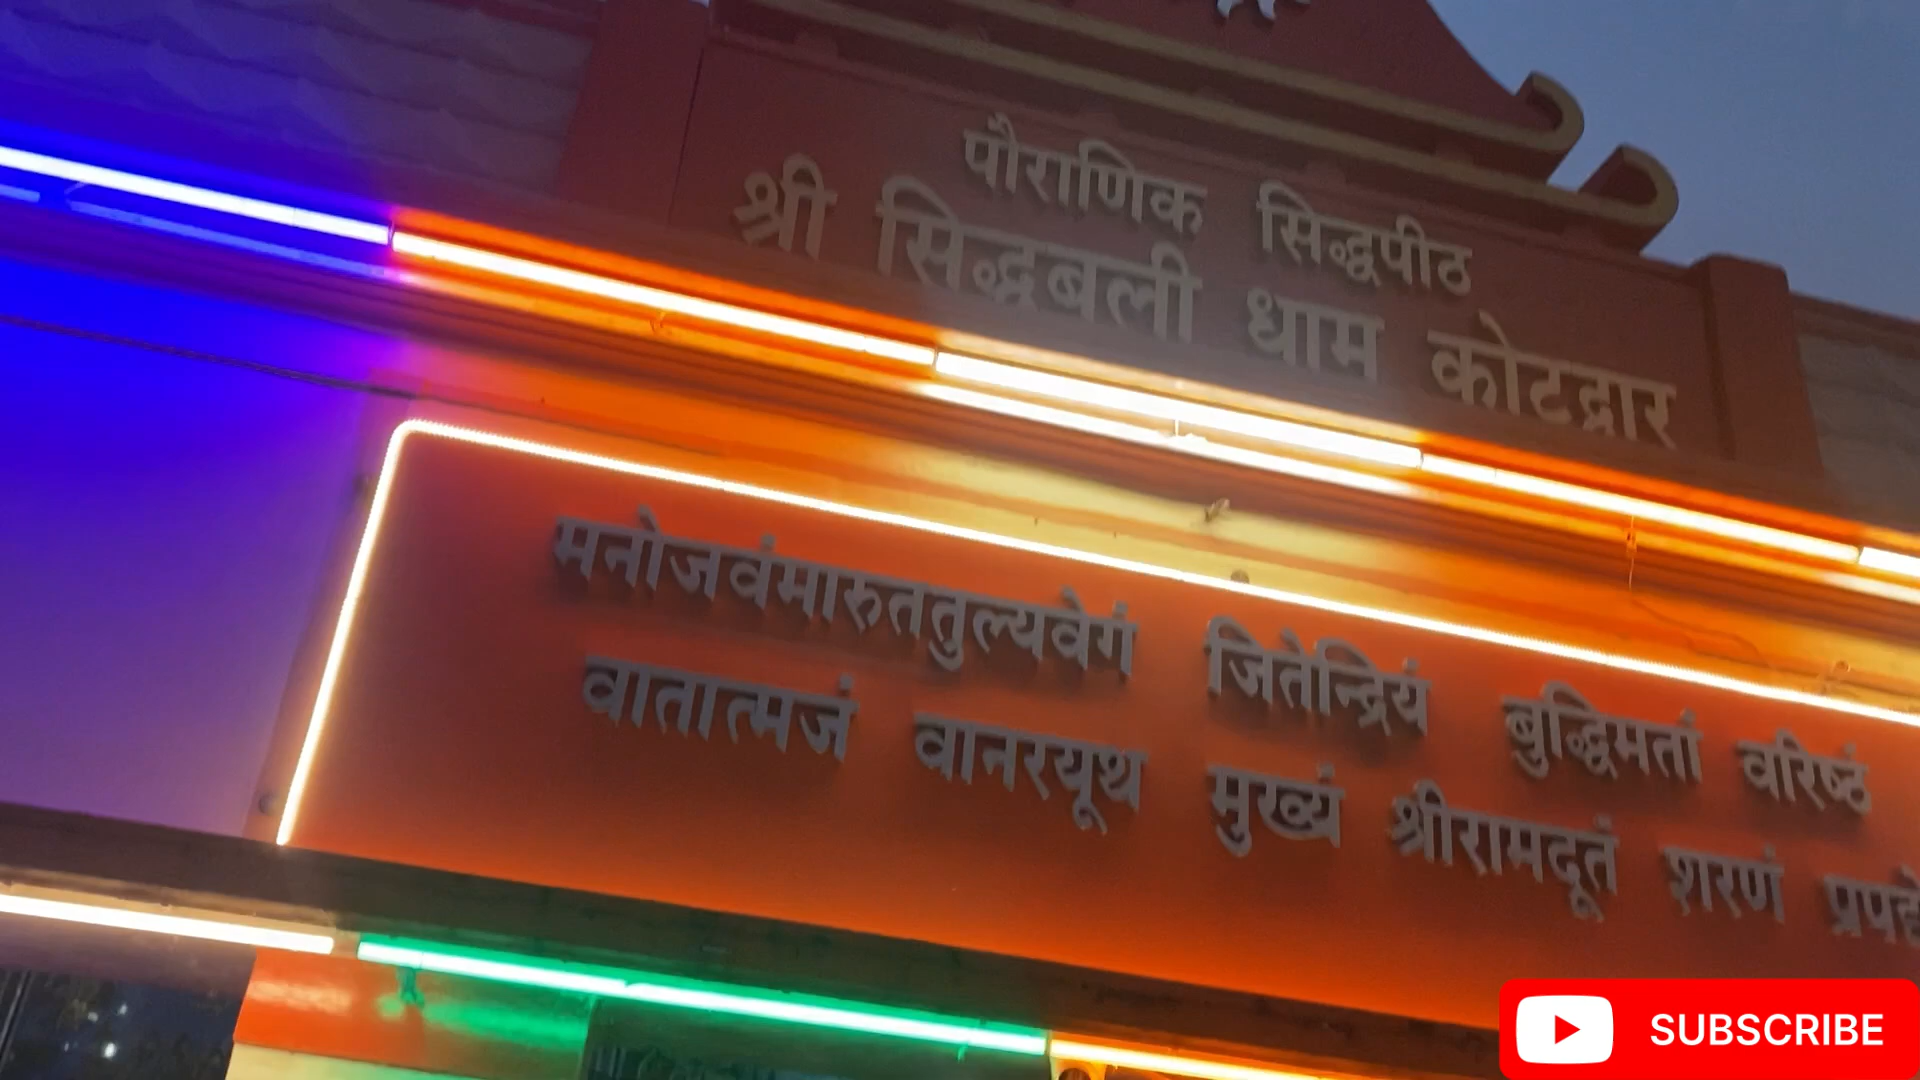 पौराणिक सिद्धपीठ
श्री सिद्धबली धाम कोटद्वार
मनोजवंमारुततुल्यवेगं जितेन्द्रियं बुद्धिमतां वरिष्ठं
वातात्मजं वानरयूथ मुख्यं श्रीरामदूतं शरणं
SUBSCRIBE